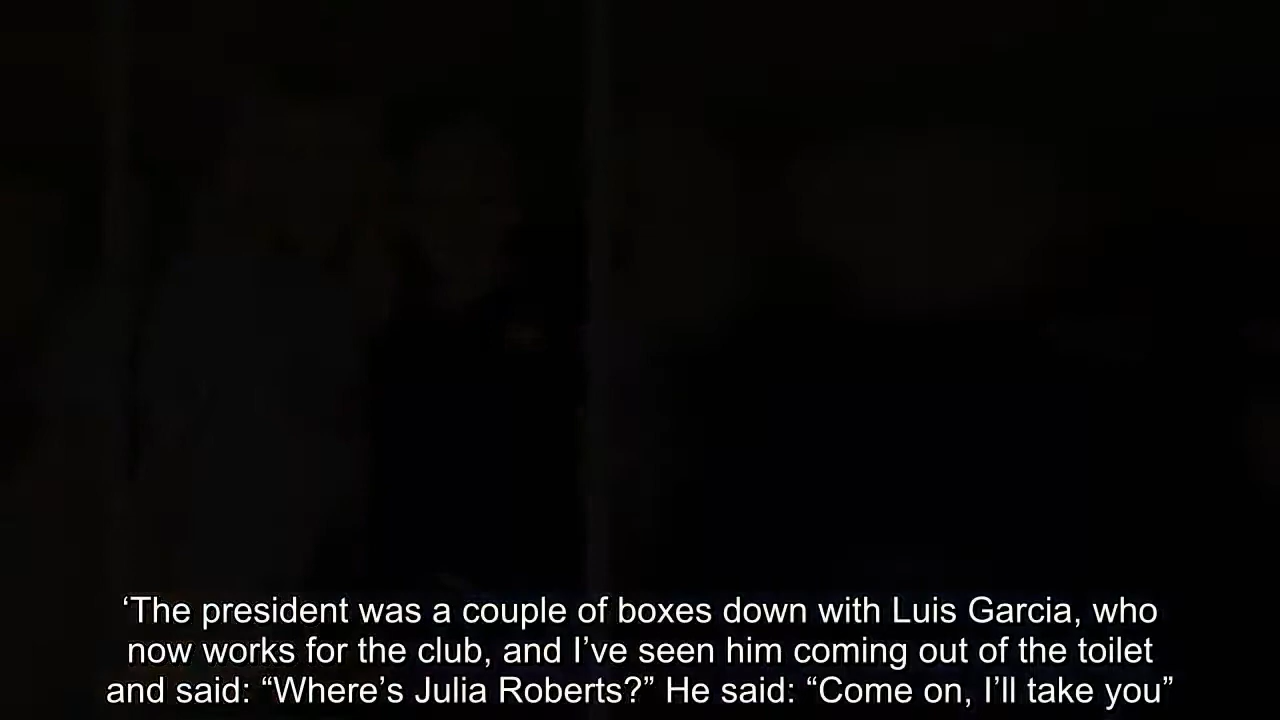 ‘The president was a couple of boxes down with Luis Garcia, who
now works for the club, and I’ve seen him coming out of the toilet
and said: “Where’s Julia Roberts?” He said: “Come on, I’ll take you”